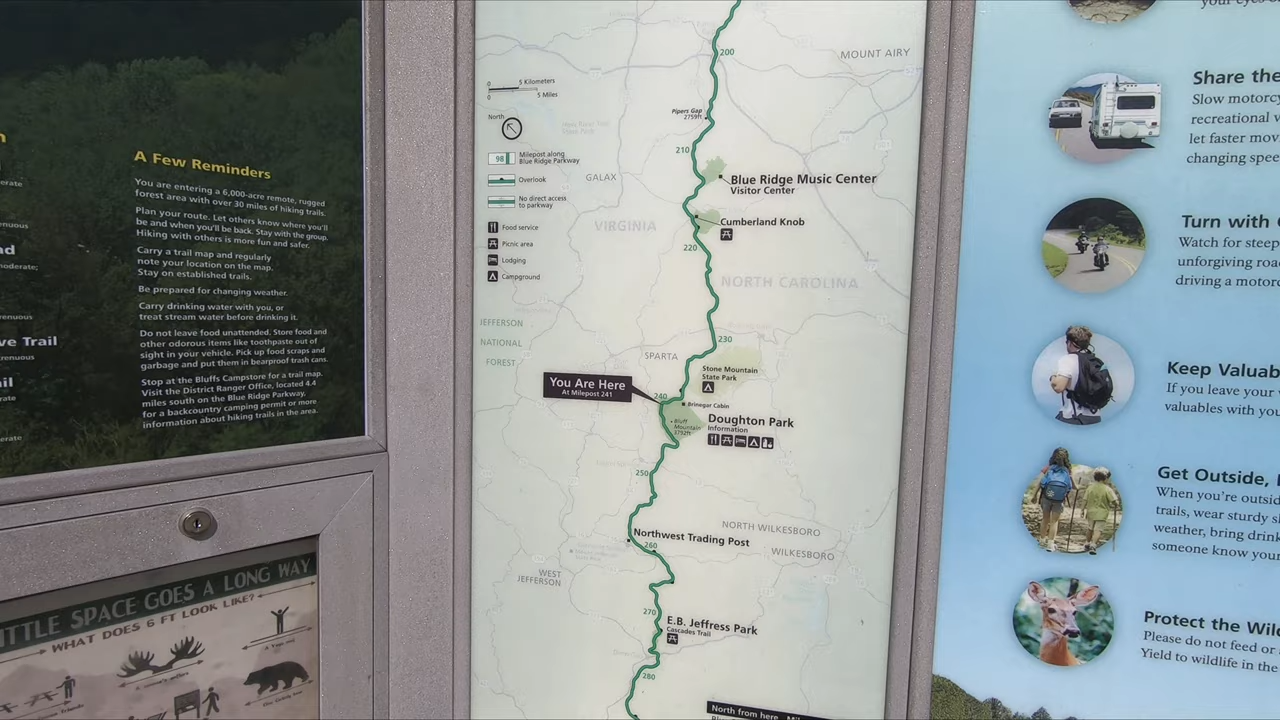 A Few Reminders
You are entering a 6,000-acre remote, rugged
forest area with over 30 miles of hiking trails.
Plan your route. Let others know where you'll
be and when you'll be back. Stay with the group.
Hiking with others is more fun and safer.
Carry a trail map and regularly
note your location on the map.
Stay on established trails.
Be prepared for changing weather.
Carry drinking water with you, or
treat stream water before drinking it.
Do not leave food unattended. Store food and
other odorous items like toothpaste out of
sight in your vehicle. Pick up food scraps and
garbage and put them in bearproof trash cans.
Stop at the Bluffs Campstore for a trail map.
Visit the District Ranger Office, located 4.4
miles south on the Blue Ridge Parkway,
for a backcountry camping permit or more
information about hiking trails in the area.
ve Trail
LITTLE SPACE GOES A LONG WAY
WHAT DOES 6 FT LOOK LIKE?
0 5 Kilometers
0 5 Miles
North
98 Milepost along
Blue Ridge Parkway
Overlook
No direct access
to parkway
Food service
Picnic area
Lodging
Campground
200
MOUNT AIRY
Pipers Gap
2759ft
210
GALAX
Blue Ridge Music Center
Visitor Center
VIRGINIA
Cumberland Knob
220
NORTH CAROLINA
JEFFERSON
NATIONAL
FOREST
230
SPARTA
Stone Mountain
State Park
You Are Here
At Milepost 241
240
Brinegar Cabin
Bluff
Mountain
3792ft
Doughton Park
Information
250
NORTH WILKESBORO
Northwest Trading Post
260
WILKESBORO
WEST
JEFFERSON
270
E.B. Jeffress Park
Cascades Trail
280
North from here
Share the
Slow motorcy
recreational v
let faster mov
changing spee
Turn with
Watch for steep
unforgiving roa
driving a motor
Keep Valuab
If you leave your
valuables with you
Get Outside,
When you're outsid
trails, wear sturdy s
weather, bring drink
someone know you
Protect the Wil
Please do not feed or
Yield to wildlife in the